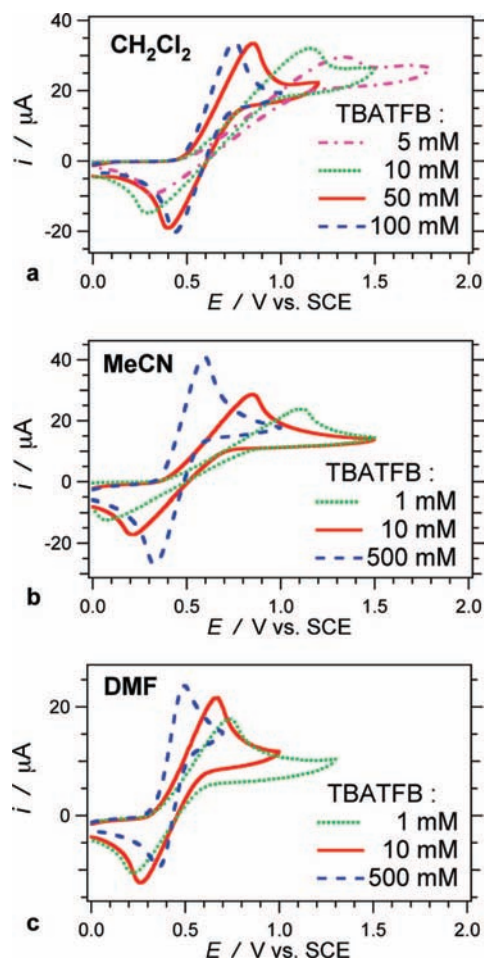 CH₂Cl₂
40
20
0
-20
i / μA
TBATFB :
5 mM
10 mM
50 mM
100 mM
0.0 0.5 1.0 1.5 2.0
E / V vs. SCE
a
MeCN
40
20
0
-20
i / μA
TBATFB :
1 mM
10 mM
500 mM
0.0 0.5 1.0 1.5 2.0
E / V vs. SCE
b
DMF
20
0
i / μA
TBATFB :
1 mM
10 mM
500 mM
0.0 0.5 1.0 1.5 2.0
E / V vs. SCE
c